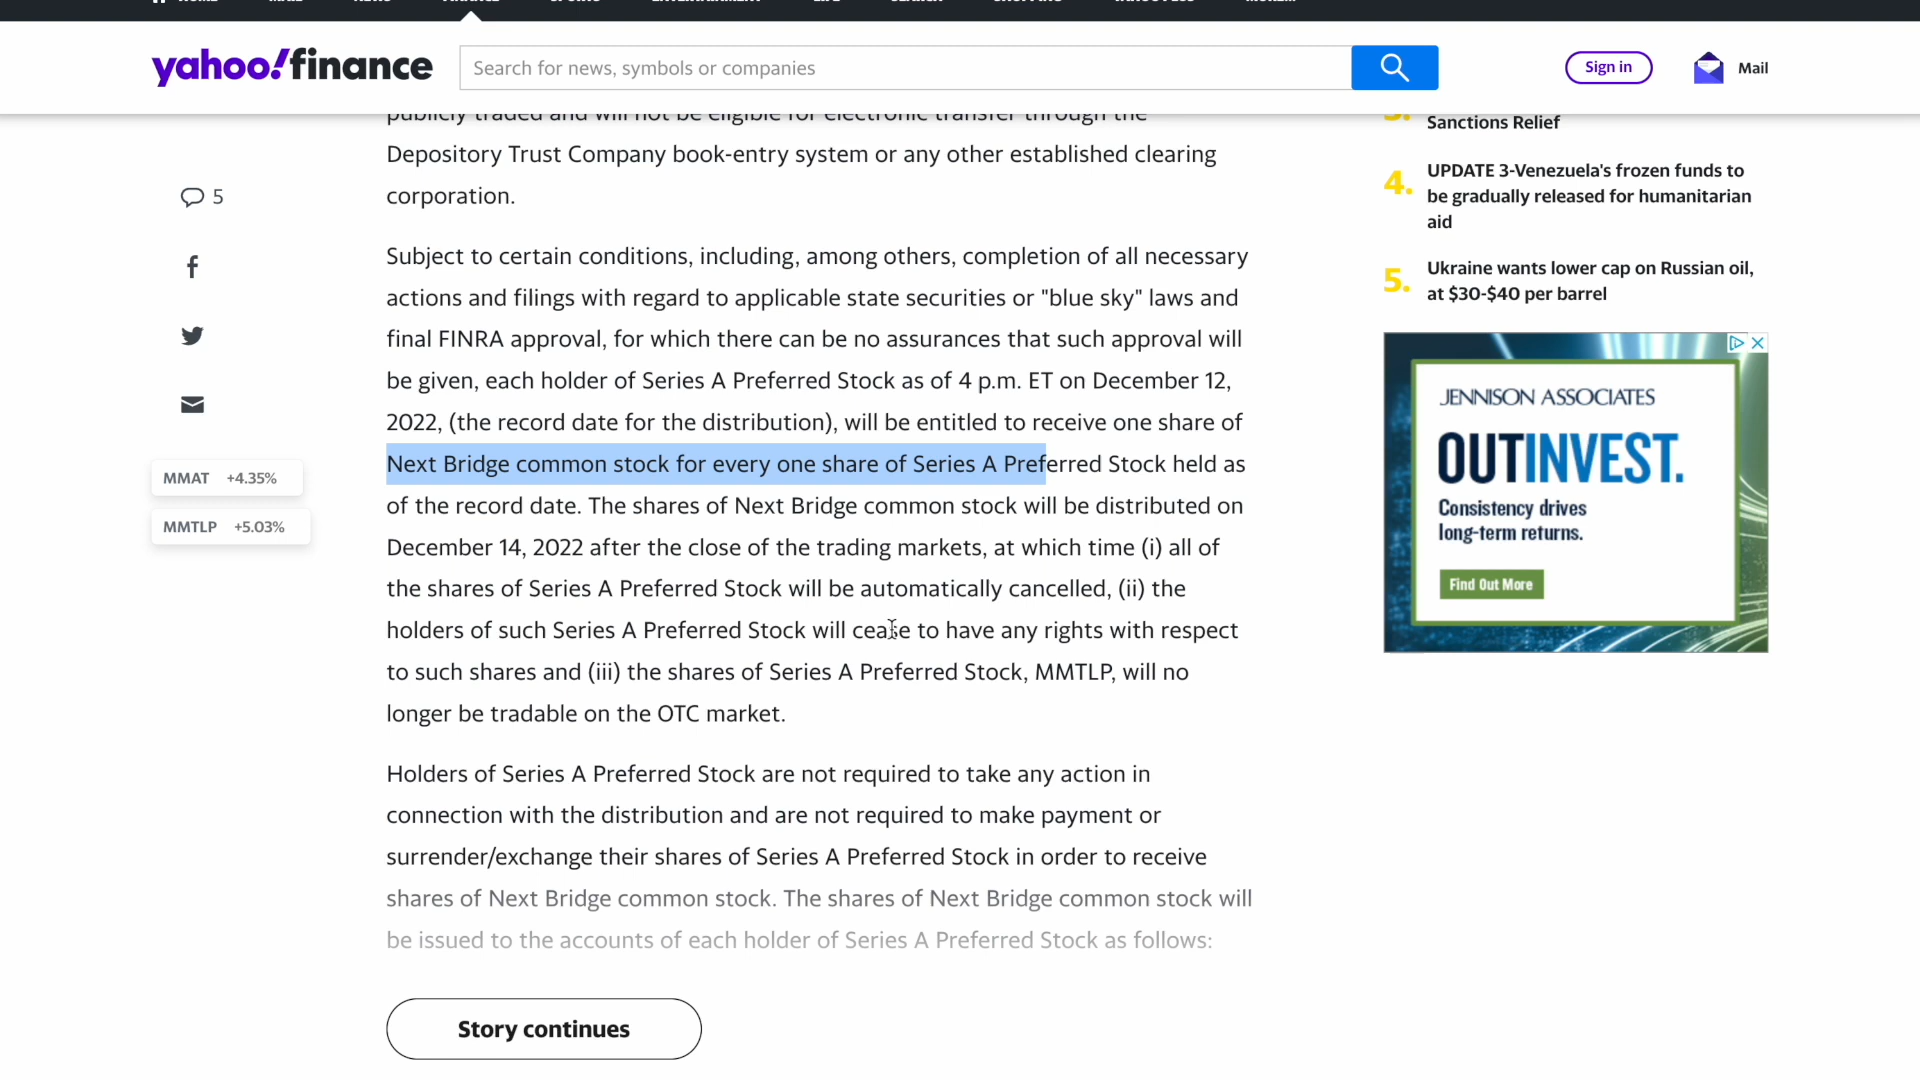 yahoo!finance
Search for news, symbols or companies
Sign in
Mail
publicly traded and will not be eligible for electronic transfer through the
Depository Trust Company book-entry system or any other established clearing
corporation.
5
Subject to certain conditions, including, among others, completion of all necessary
actions and filings with regard to applicable state securities or "blue sky" laws and
final FINRA approval, for which there can be no assurances that such approval will
be given, each holder of Series A Preferred Stock as of 4 p.m. ET on December 12,
2022, (the record date for the distribution), will be entitled to receive one share of
Next Bridge common stock for every one share of Series A Preferred Stock held as
of the record date. The shares of Next Bridge common stock will be distributed on
December 14, 2022 after the close of the trading markets, at which time (i) all of
the shares of Series A Preferred Stock will be automatically cancelled, (ii) the
holders of such Series A Preferred Stock will cease to have any rights with respect
to such shares and (iii) the shares of Series A Preferred Stock, MMTLP, will no
longer be tradable on the OTC market.
MMAT +4.35%
MMTLP +5.03%
Holders of Series A Preferred Stock are not required to take any action in
connection with the distribution and are not required to make payment or
surrender/exchange their shares of Series A Preferred Stock in order to receive
shares of Next Bridge common stock. The shares of Next Bridge common stock will
be issued to the accounts of each holder of Series A Preferred Stock as follows:
Story continues
Sanctions Relief
4. UPDATE 3-Venezuela's frozen funds to
be gradually released for humanitarian
aid
5. Ukraine wants lower cap on Russian oil,
at $30-$40 per barrel
JENNISON ASSOCIATES
OUTINVEST.
Consistency drives
long-term returns.
Find Out More